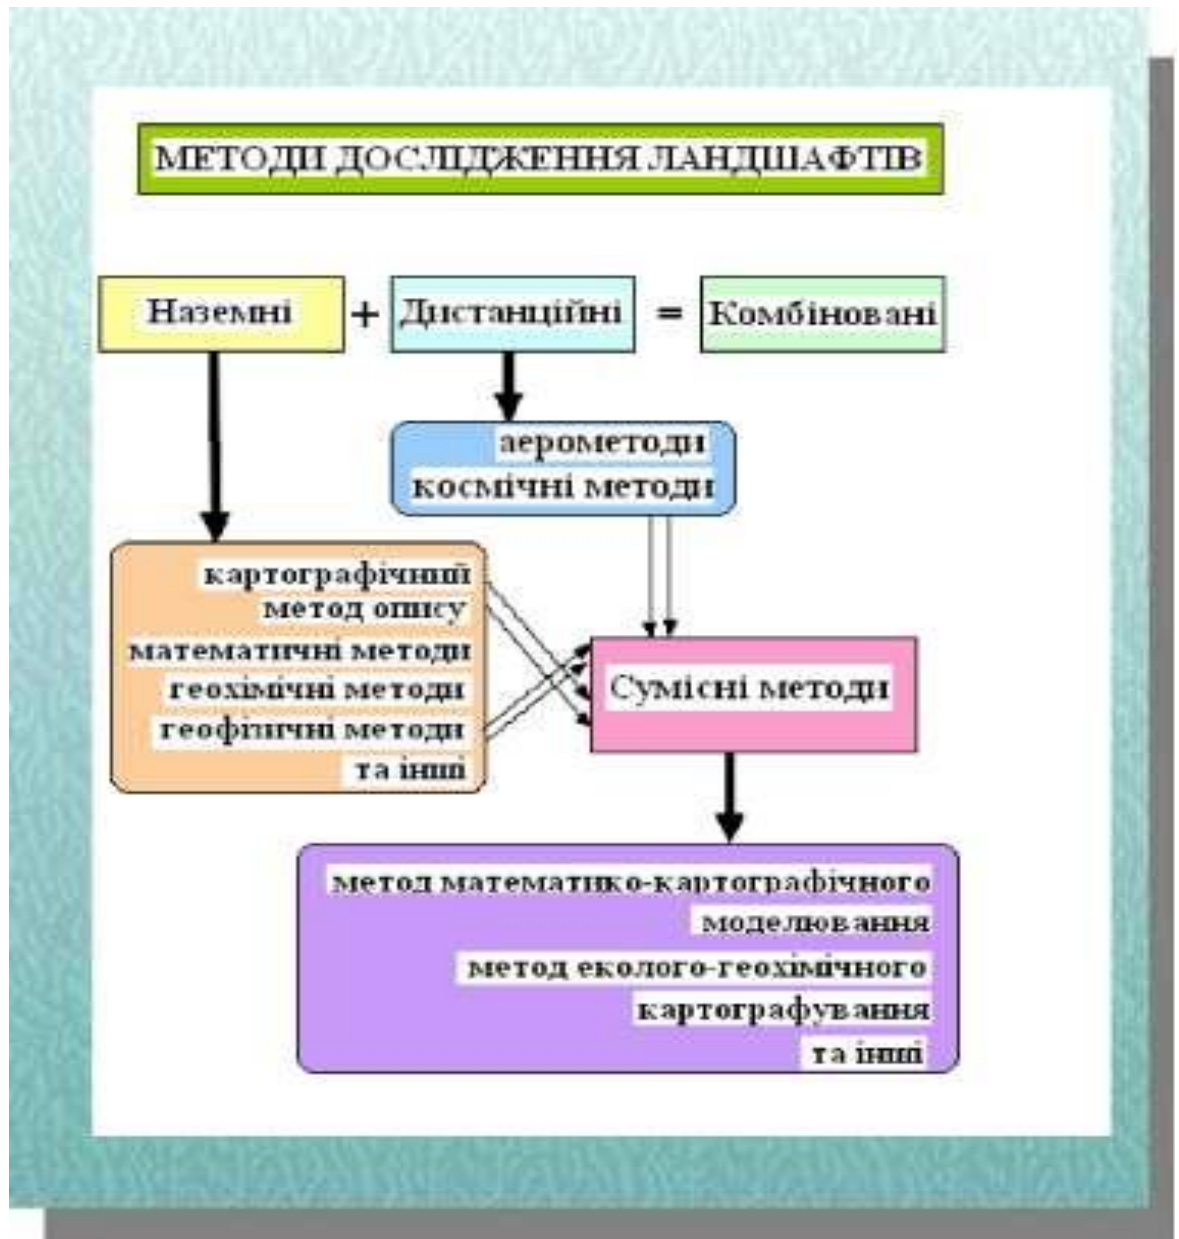 МЕТОДИ ДОСЛІДЖЕННЯ ЛАНДШАФТІВ
Наземні + Дистанційні = Комбіновані
аерометоди
космічні методи
картографічний
метод опису
математичні методи
геохімічні методи
геофізичні методи
та інші
Сумісні методи
метод математико-картографічного
моделювання
метод еколого-геохімічного
картографування
та інші